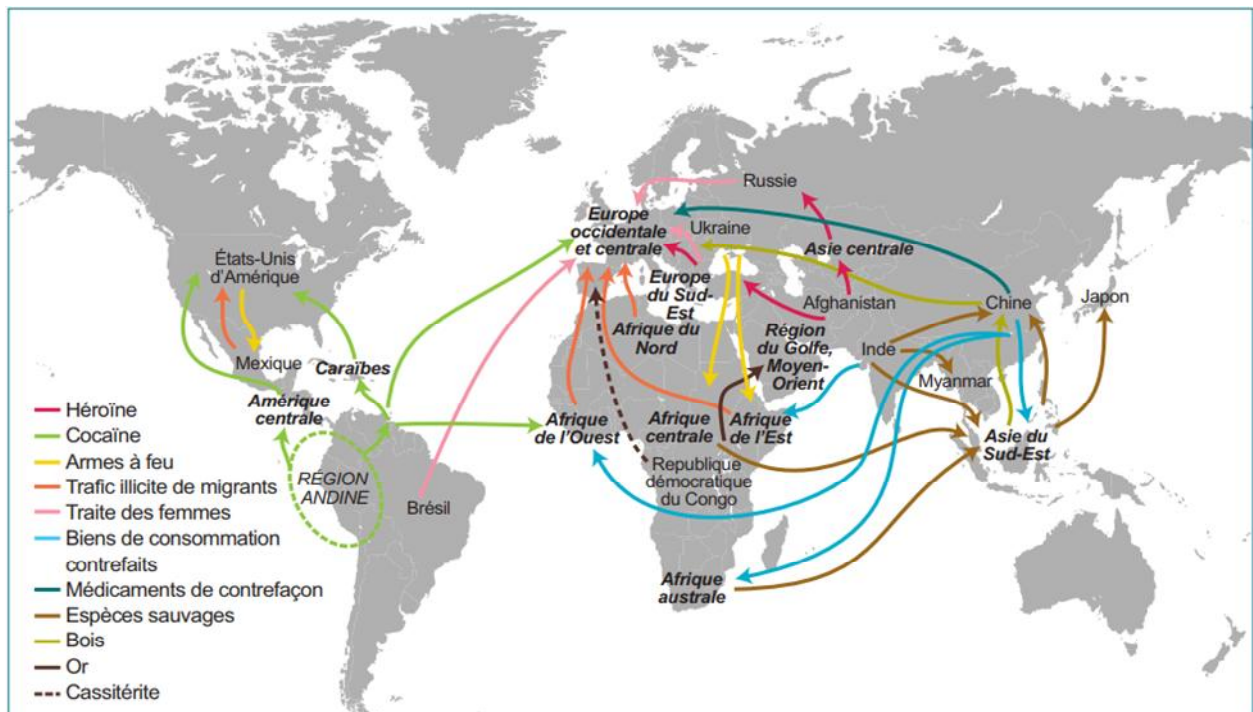 Russie
Europe
occidentale
et centrale
Ukraine
Asie centrale
États-Unis
d'Amérique
Europe
du Sud-
Est
Afghanistan
Chine
Japon
Afrique du
Nord
Région
du Golfe,
Moyen-
Orient
Inde
Mexique
Caraïbes
Myanmar
Amérique
centrale
Afrique
de l'Ouest
Afrique
centrale
Afrique
de l'Est
Asie du
Sud-Est
RÉGION
ANDINE
Brésil
Republique
démocratique
du Congo
Afrique
australe
Héroïne
Cocaïne
Armes à feu
Trafic illicite de migrants
Traite des femmes
Biens de consommation
contrefaits
Médicaments de contrefaçon
Espèces sauvages
Bois
Or
Cassitérite